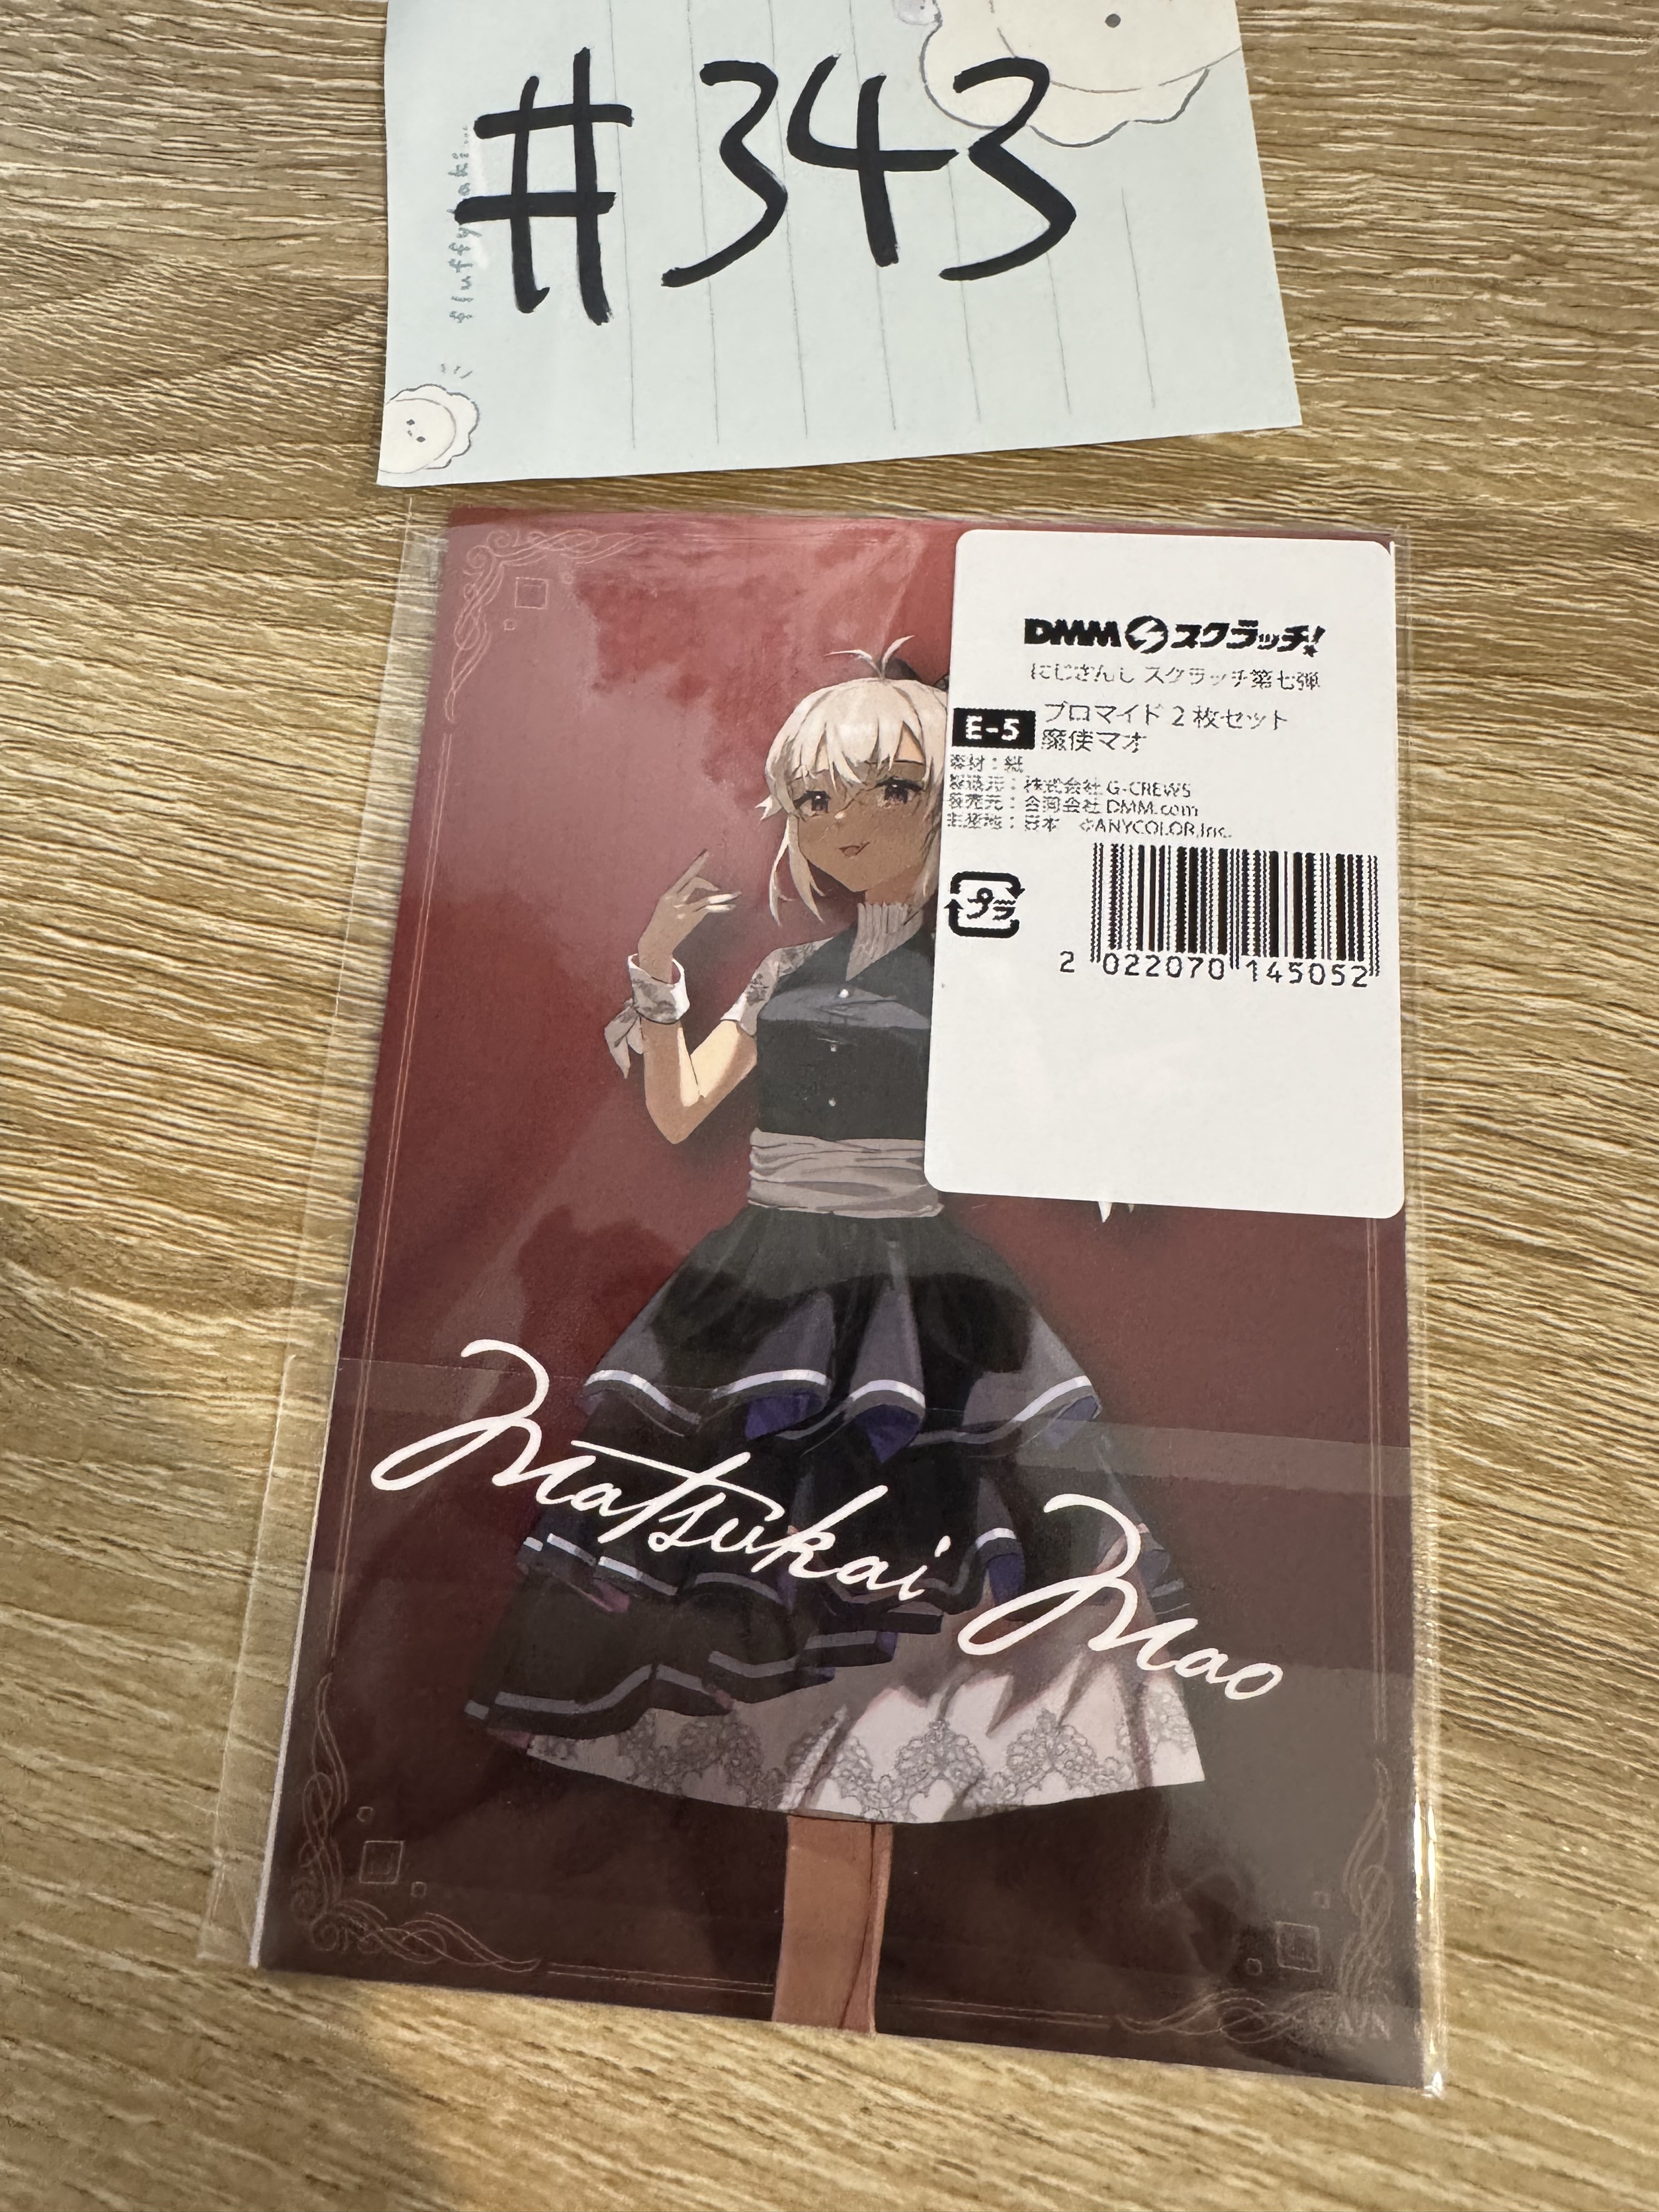 #343
DMM スクラッチ!
にじさんじ スクラッチ第七弾
E-5 ブロマイド2枚セット
魔使マオ
素材：紙
製造元：株式会社 G-CREWS
発売元：合同会社 DMM.com
生産地：日本 ©ANYCOLOR,Inc.
プラ
2 022070 145052
Matsukai Mao